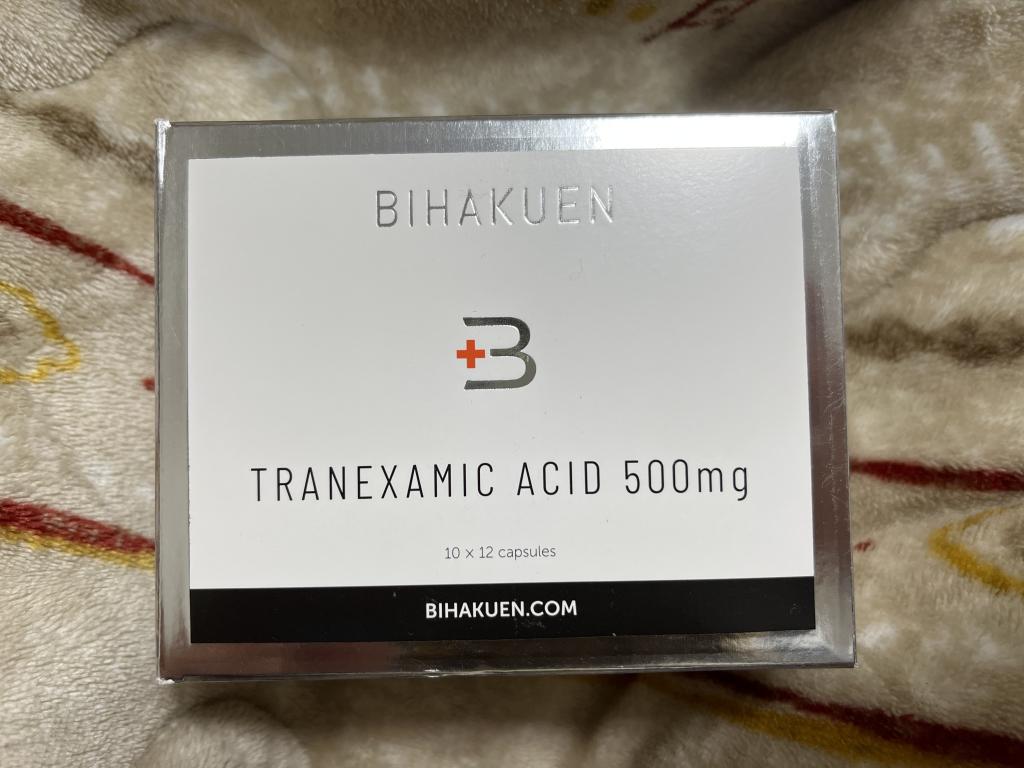 BIHAKUEN
+B
TRANEXAMIC ACID 500mg
10 x 12 capsules
BIHAKUEN.COM